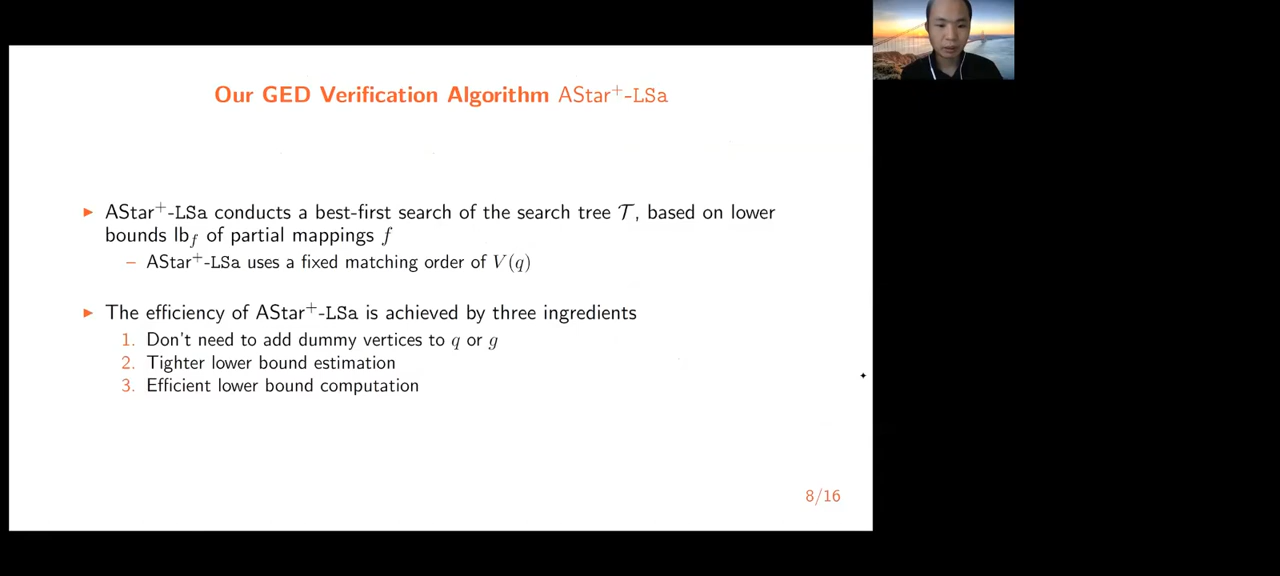 Our GED Verification Algorithm AStar⁺-LSa
▶ AStar⁺-LSa conducts a best-first search of the search tree 𝒯, based on lower
bounds lb_f of partial mappings f
– AStar⁺-LSa uses a fixed matching order of V(q)
▶ The efficiency of AStar⁺-LSa is achieved by three ingredients
1. Don't need to add dummy vertices to q or g
2. Tighter lower bound estimation
3. Efficient lower bound computation
8/16